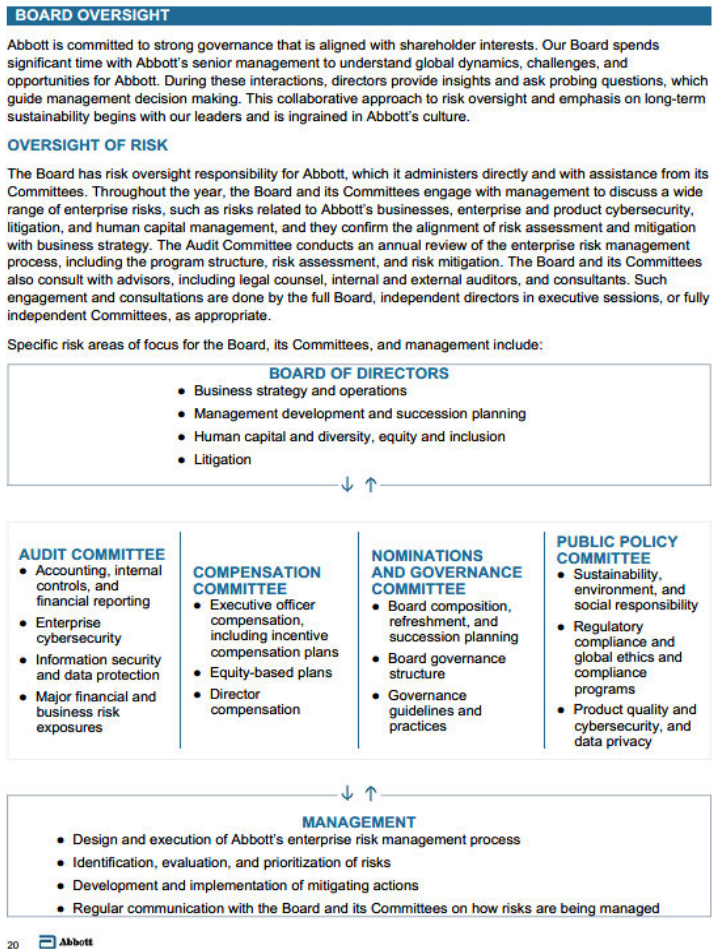 BOARD OVERSIGHT
Abbott is committed to strong governance that is aligned with shareholder interests. Our Board spends
significant time with Abbott's senior management to understand global dynamics, challenges, and
opportunities for Abbott. During these interactions, directors provide insights and ask probing questions, which
guide management decision making. This collaborative approach to risk oversight and emphasis on long-term
sustainability begins with our leaders and is ingrained in Abbott's culture.
OVERSIGHT OF RISK
The Board has risk oversight responsibility for Abbott, which it administers directly and with assistance from its
Committees. Throughout the year, the Board and its Committees engage with management to discuss a wide
range of enterprise risks, such as risks related to Abbott's businesses, enterprise and product cybersecurity,
litigation, and human capital management, and they confirm the alignment of risk assessment and mitigation
with business strategy. The Audit Committee conducts an annual review of the enterprise risk management
process, including the program structure, risk assessment, and risk mitigation. The Board and its Committees
also consult with advisors, including legal counsel, internal and external auditors, and consultants. Such
engagement and consultations are done by the full Board, independent directors in executive sessions, or fully
independent Committees, as appropriate.
Specific risk areas of focus for the Board, its Committees, and management include:
BOARD OF DIRECTORS
● Business strategy and operations
● Management development and succession planning
● Human capital and diversity, equity and inclusion
● Litigation
↓ ↑
AUDIT COMMITTEE
● Accounting, internal
controls, and
financial reporting
● Enterprise
cybersecurity
● Information security
and data protection
● Major financial and
business risk
exposures
COMPENSATION
COMMITTEE
● Executive officer
compensation,
including incentive
compensation plans
● Equity-based plans
● Director
compensation
NOMINATIONS
AND GOVERNANCE
COMMITTEE
● Board composition,
refreshment, and
succession planning
● Board governance
structure
● Governance
guidelines and
practices
PUBLIC POLICY
COMMITTEE
● Sustainability,
environment, and
social responsibility
● Regulatory
compliance and
global ethics and
compliance
programs
● Product quality and
cybersecurity, and
data privacy
↓ ↑
MANAGEMENT
● Design and execution of Abbott's enterprise risk management process
● Identification, evaluation, and prioritization of risks
● Development and implementation of mitigating actions
● Regular communication with the Board and its Committees on how risks are being managed
20 Abbott